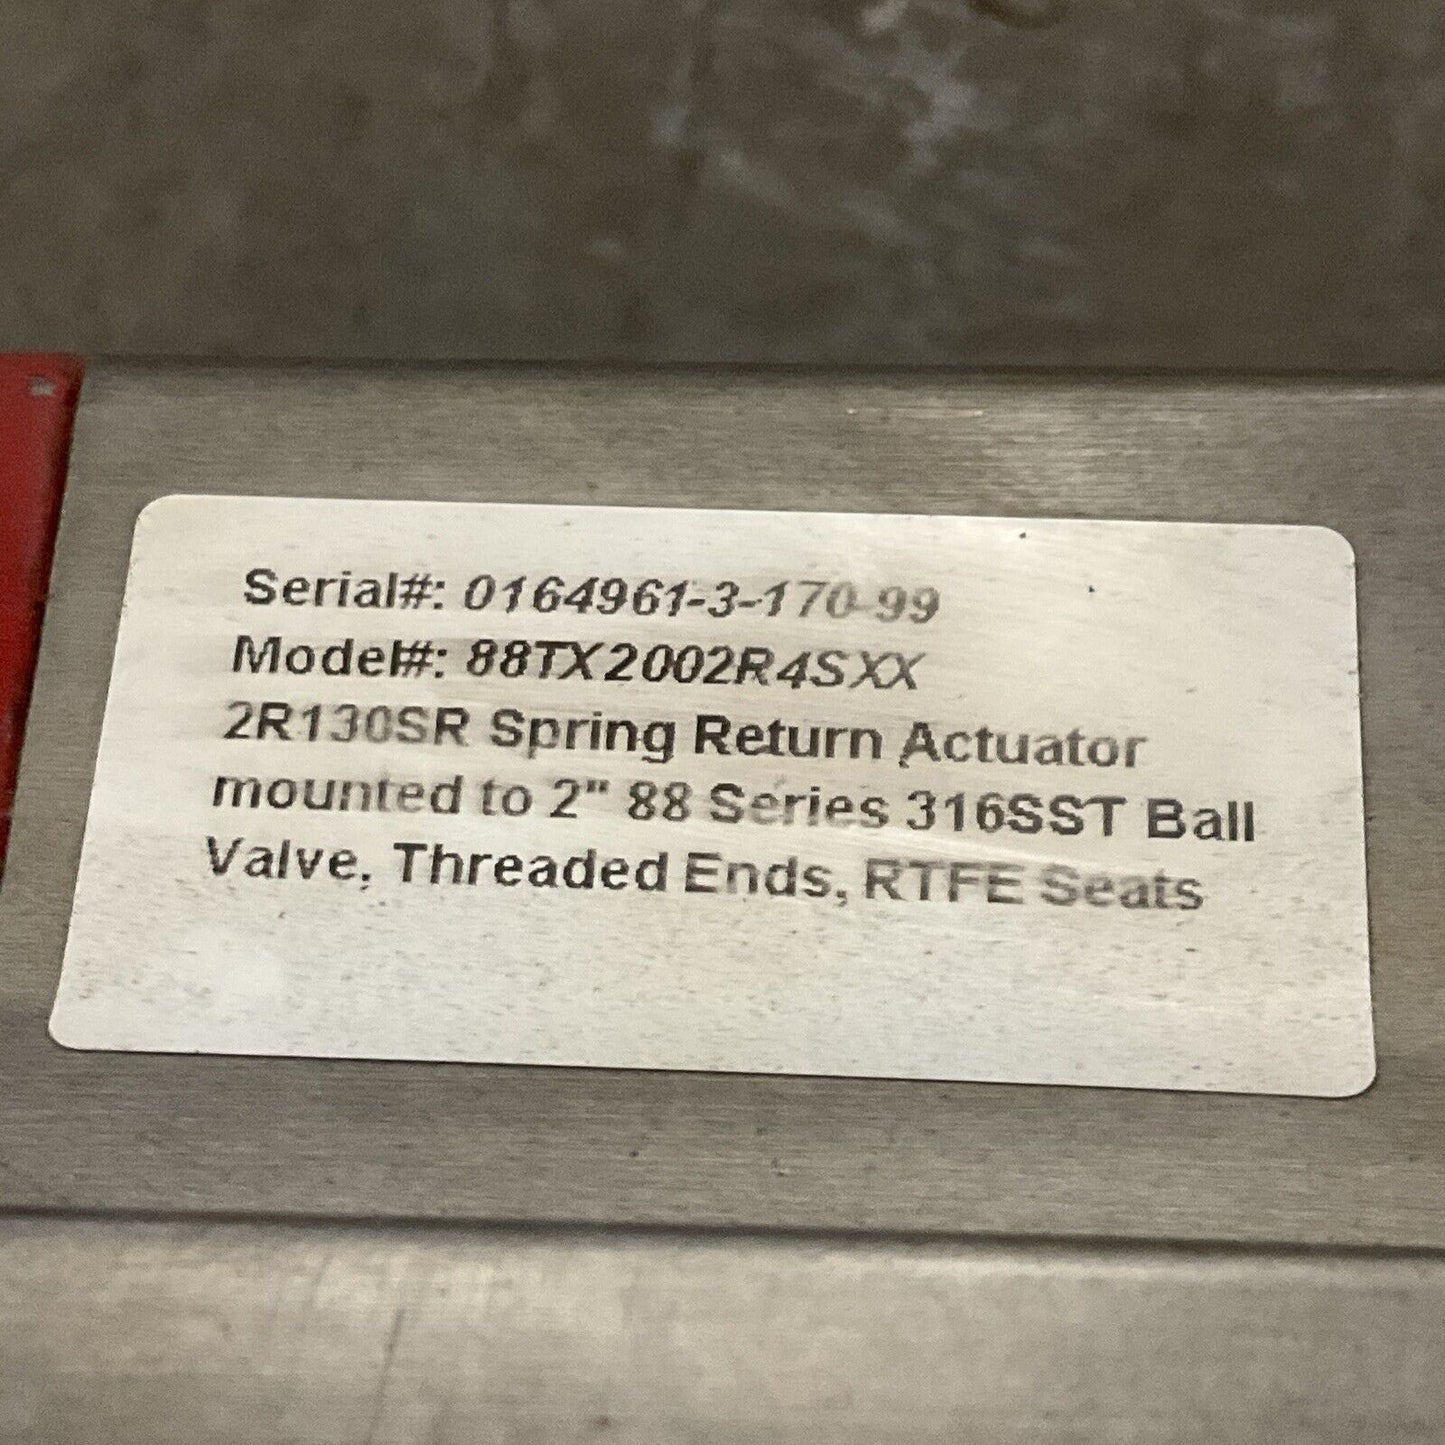 Serial#: 0164961-3-170-99
Model#: 88TX2002R4SXX
2R130SR Spring Return Actuator
mounted to 2" 88 Series 316SST Ball
Valve, Threaded Ends, RTFE Seats